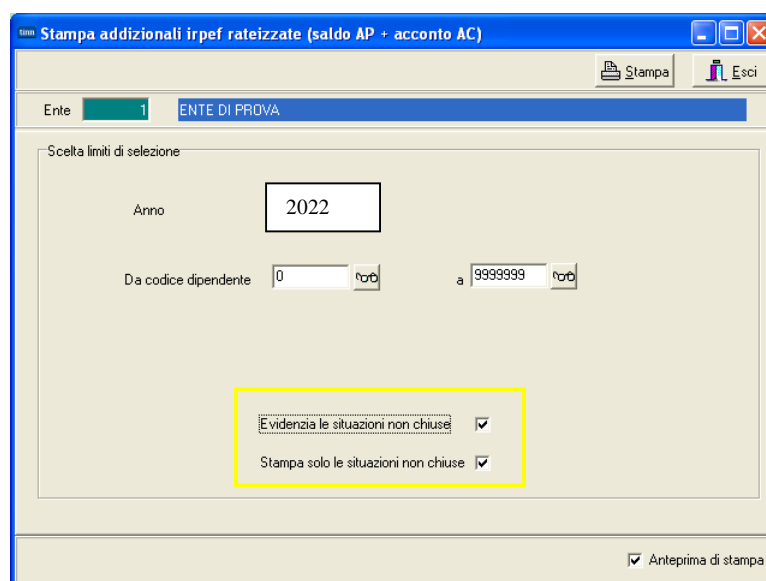 tinn Stampa addizionali irpef rateizzate (saldo AP + acconto AC)
Stampa Esci
Ente 1 ENTE DI PROVA
Scelta limiti di selezione
Anno 2022
Da codice dipendente 0 a 9999999
Evidenzia le situazioni non chiuse
Stampa solo le situazioni non chiuse
Anteprima di stampa